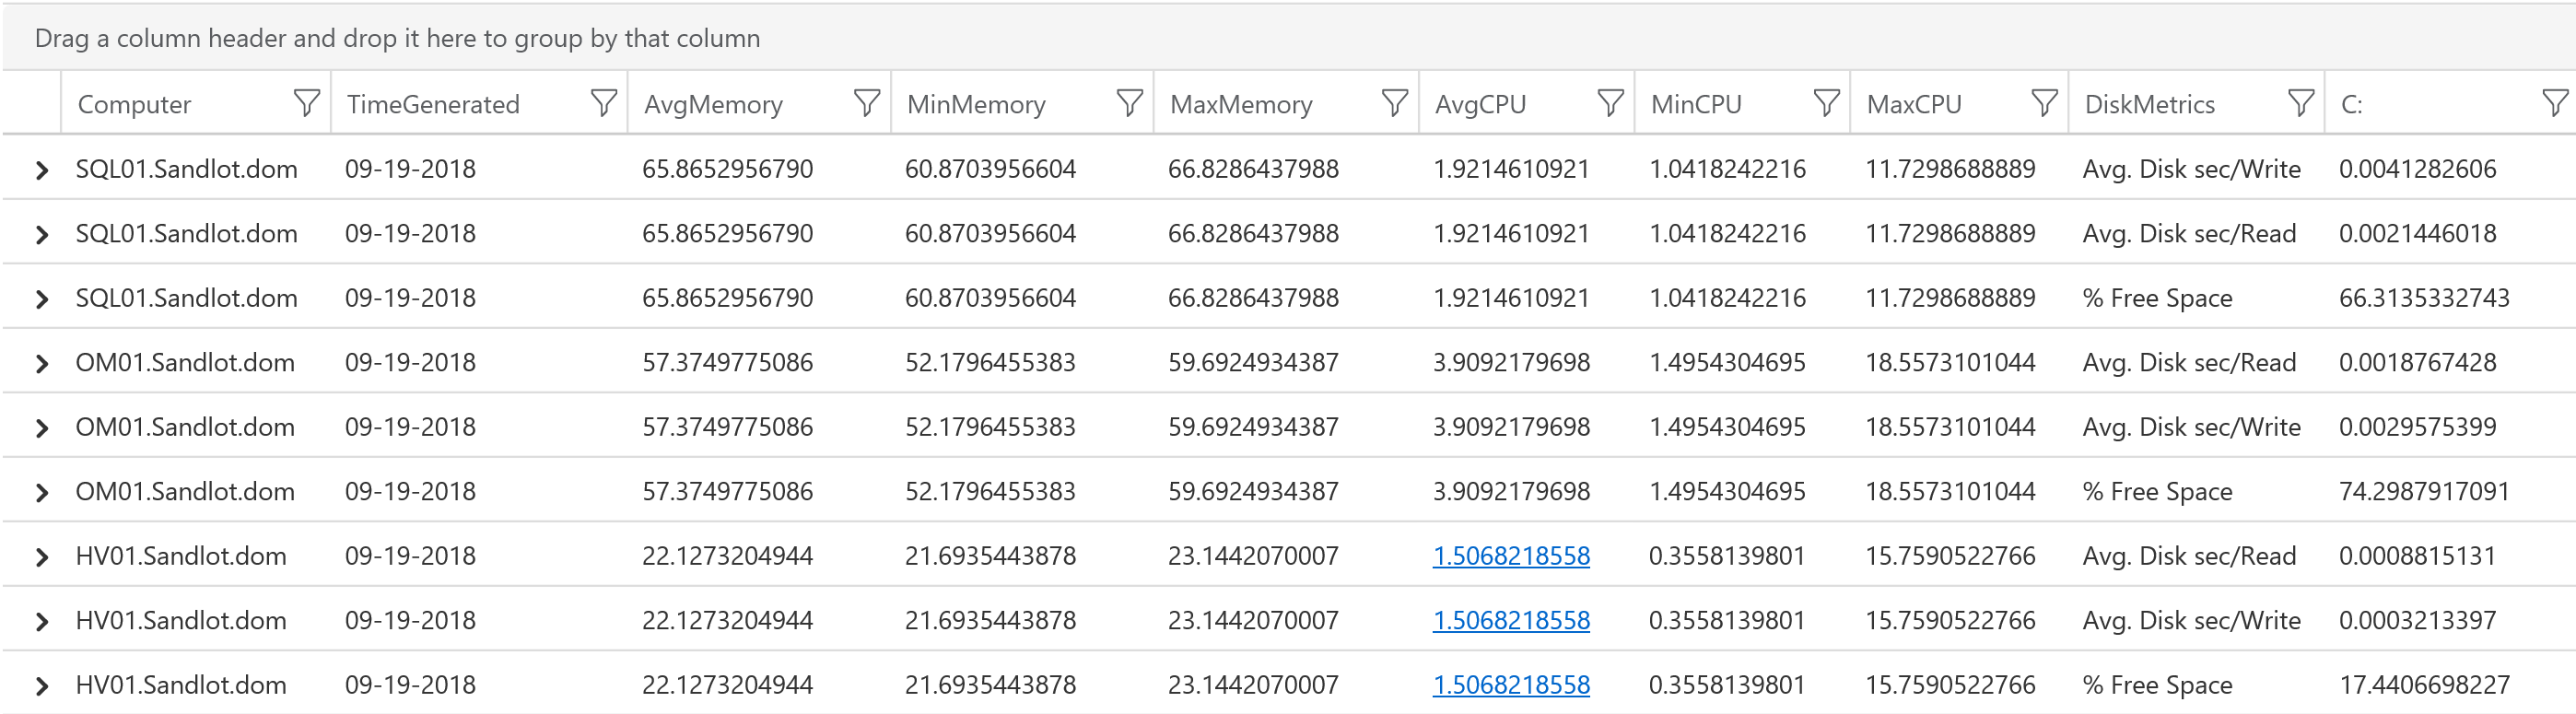 Drag a column header and drop it here to group by that column
Computer TimeGenerated AvgMemory MinMemory MaxMemory AvgCPU MinCPU MaxCPU DiskMetrics C:
SQL01.Sandlot.dom 09-19-2018 65.8652956790 60.8703956604 66.8286437988 1.9214610921 1.0418242216 11.7298688889 Avg. Disk sec/Write 0.0041282606
SQL01.Sandlot.dom 09-19-2018 65.8652956790 60.8703956604 66.8286437988 1.9214610921 1.0418242216 11.7298688889 Avg. Disk sec/Read 0.0021446018
SQL01.Sandlot.dom 09-19-2018 65.8652956790 60.8703956604 66.8286437988 1.9214610921 1.0418242216 11.7298688889 % Free Space 66.3135332743
OM01.Sandlot.dom 09-19-2018 57.3749775086 52.1796455383 59.6924934387 3.9092179698 1.4954304695 18.5573101044 Avg. Disk sec/Read 0.0018767428
OM01.Sandlot.dom 09-19-2018 57.3749775086 52.1796455383 59.6924934387 3.9092179698 1.4954304695 18.5573101044 Avg. Disk sec/Write 0.0029575399
OM01.Sandlot.dom 09-19-2018 57.3749775086 52.1796455383 59.6924934387 3.9092179698 1.4954304695 18.5573101044 % Free Space 74.2987917091
HV01.Sandlot.dom 09-19-2018 22.1273204944 21.6935443878 23.1442070007 1.5068218558 0.3558139801 15.7590522766 Avg. Disk sec/Read 0.0008815131
HV01.Sandlot.dom 09-19-2018 22.1273204944 21.6935443878 23.1442070007 1.5068218558 0.3558139801 15.7590522766 Avg. Disk sec/Write 0.0003213397
HV01.Sandlot.dom 09-19-2018 22.1273204944 21.6935443878 23.1442070007 1.5068218558 0.3558139801 15.7590522766 % Free Space 17.4406698227